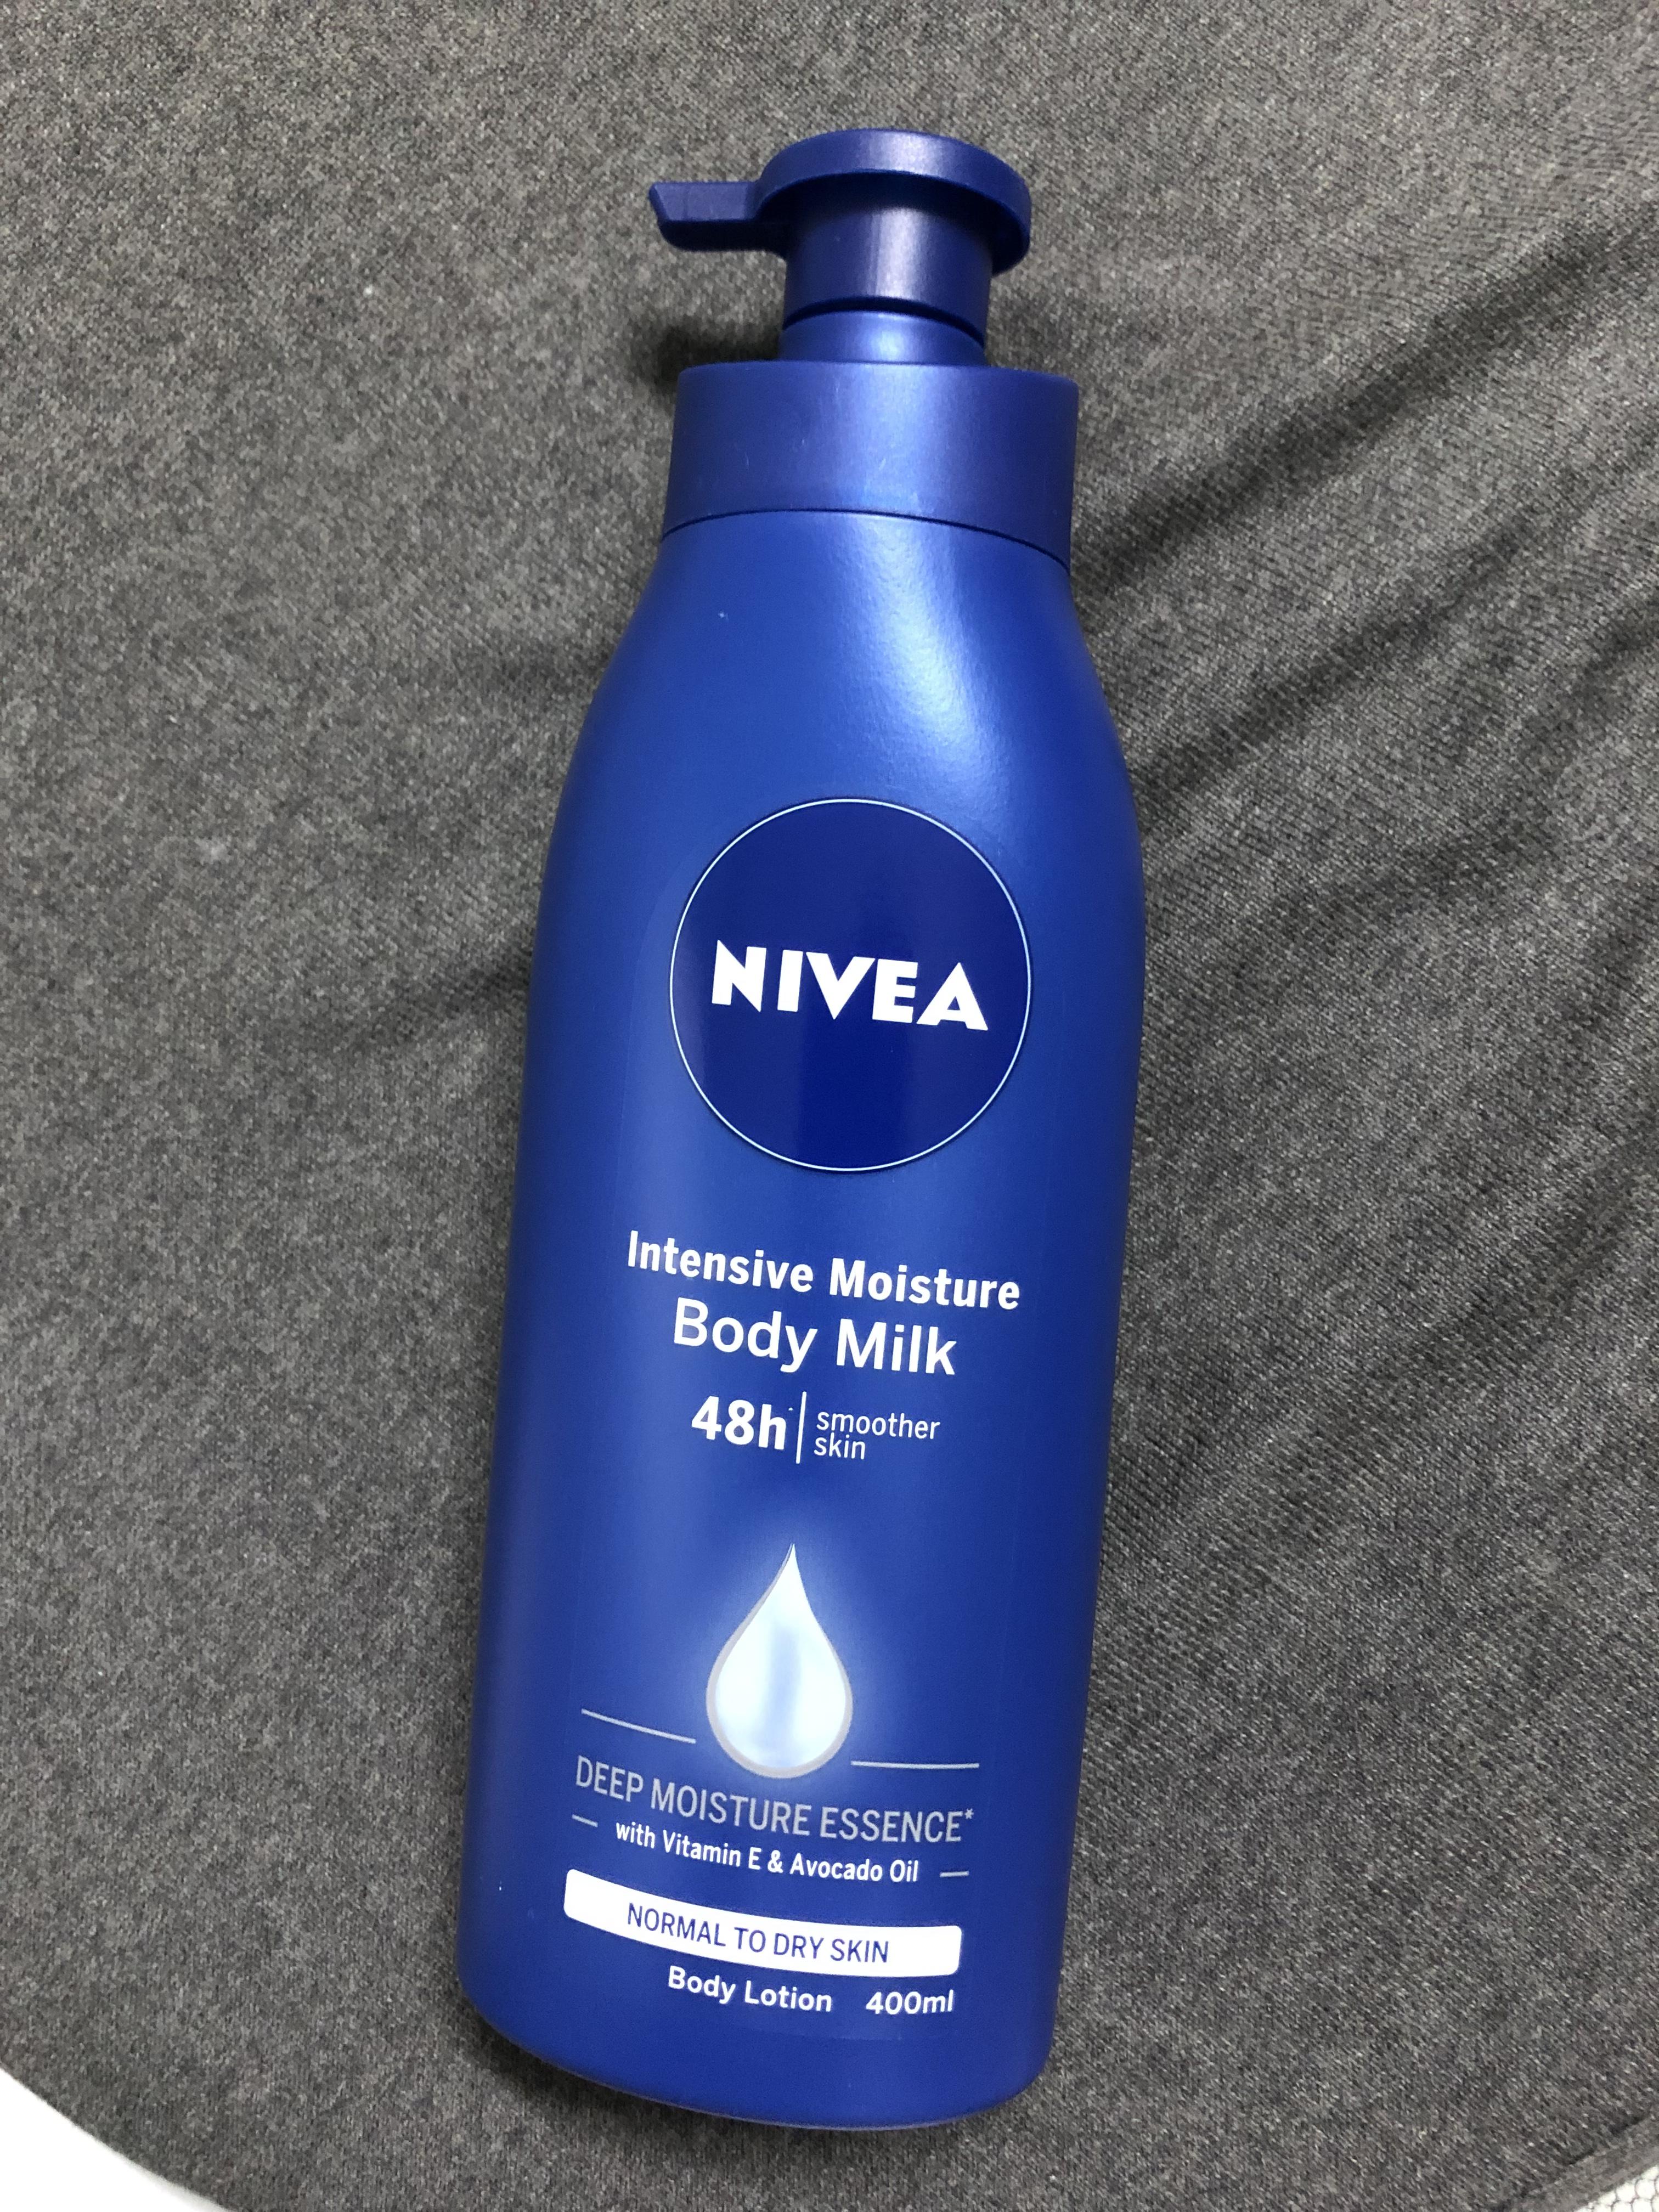 NIVEA
Intensive Moisture
Body Milk
48h smoother
skin
DEEP MOISTURE ESSENCE*
with Vitamin E & Avocado Oil
NORMAL TO DRY SKIN
Body Lotion 400ml